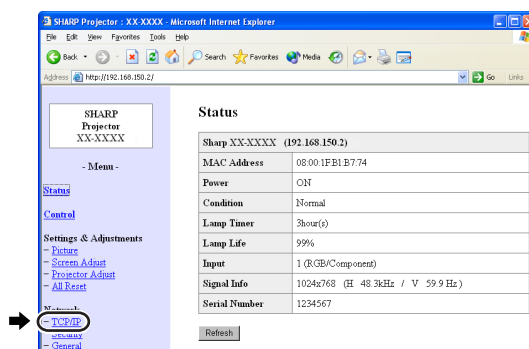 SHARP Projector : XX-XXXX - Microsoft Internet Explorer
File Edit View Favorites Tools Help
Back Search Favorites Media
Address http://192.168.150.2/ Go Links
SHARP
Projector
XX-XXXX
- Menu -
Status
Control
Settings & Adjustments
– Picture
– Screen Adjust
– Projector Adjust
– All Reset
Network
– TCP/IP
– Security
– General
Status
Sharp XX-XXXX (192.168.150.2)
MAC Address 08:00:1F:B1:B7:74
Power ON
Condition Normal
Lamp Timer 3hour(s)
Lamp Life 99%
Input 1 (RGB/Component)
Signal Info 1024x768 (H 48.3kHz / V 59.9 Hz)
Serial Number 1234567
Refresh